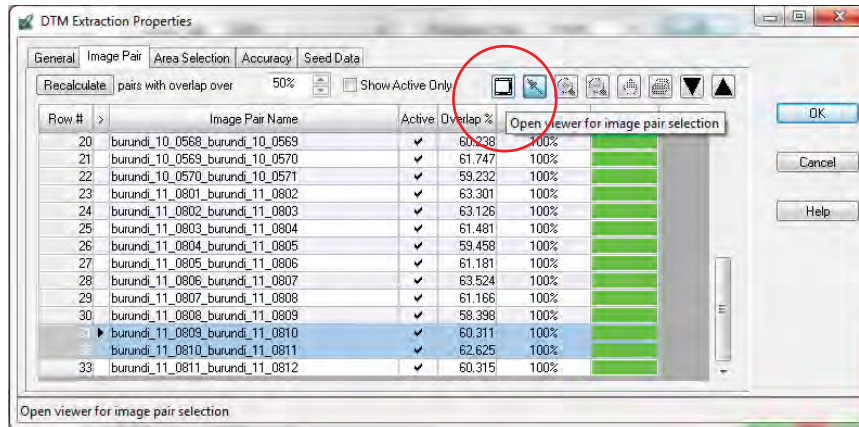 DTM Extraction Properties
General Image Pair Area Selection Accuracy Seed Data
Recalculate pairs with overlap over 50% Show Active Only
OK
Row # > Image Pair Name Active Overlap %
Open viewer for image pair selection
20 burundi_10_0568_burundi_10_0569 60.238 100%
21 burundi_10_0569_burundi_10_0570 61.747 100%
22 burundi_10_0570_burundi_10_0571 59.232 100%
Cancel
23 burundi_11_0801_burundi_11_0802 63.301 100%
24 burundi_11_0802_burundi_11_0803 63.126 100%
25 burundi_11_0803_burundi_11_0804 61.481 100%
Help
26 burundi_11_0804_burundi_11_0805 59.458 100%
27 burundi_11_0805_burundi_11_0806 61.181 100%
28 burundi_11_0806_burundi_11_0807 63.524 100%
29 burundi_11_0807_burundi_11_0808 61.166 100%
30 burundi_11_0808_burundi_11_0809 58.398 100%
31 burundi_11_0809_burundi_11_0810 60.311 100%
32 burundi_11_0810_burundi_11_0811 62.625 100%
33 burundi_11_0811_burundi_11_0812 60.315 100%
Open viewer for image pair selection